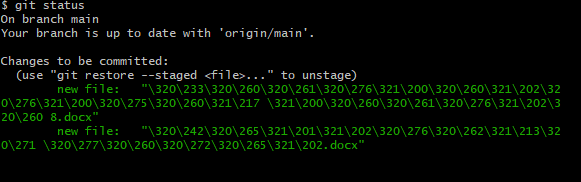 $ git status
On branch main
Your branch is up to date with 'origin/main'.
Changes to be committed:
(use "git restore --staged <file>..." to unstage)
new file:   "\320\233\320\260\320\261\320\276\321\200\320\260\321\202\32
0\276\321\200\320\275\320\260\321\217 \321\200\320\260\320\261\320\276\321\202\3
20\260 8.docx"
new file:   "\320\242\320\265\321\201\321\202\320\276\320\262\321\213\32
0\271 \320\277\320\260\320\272\320\265\321\202.docx"